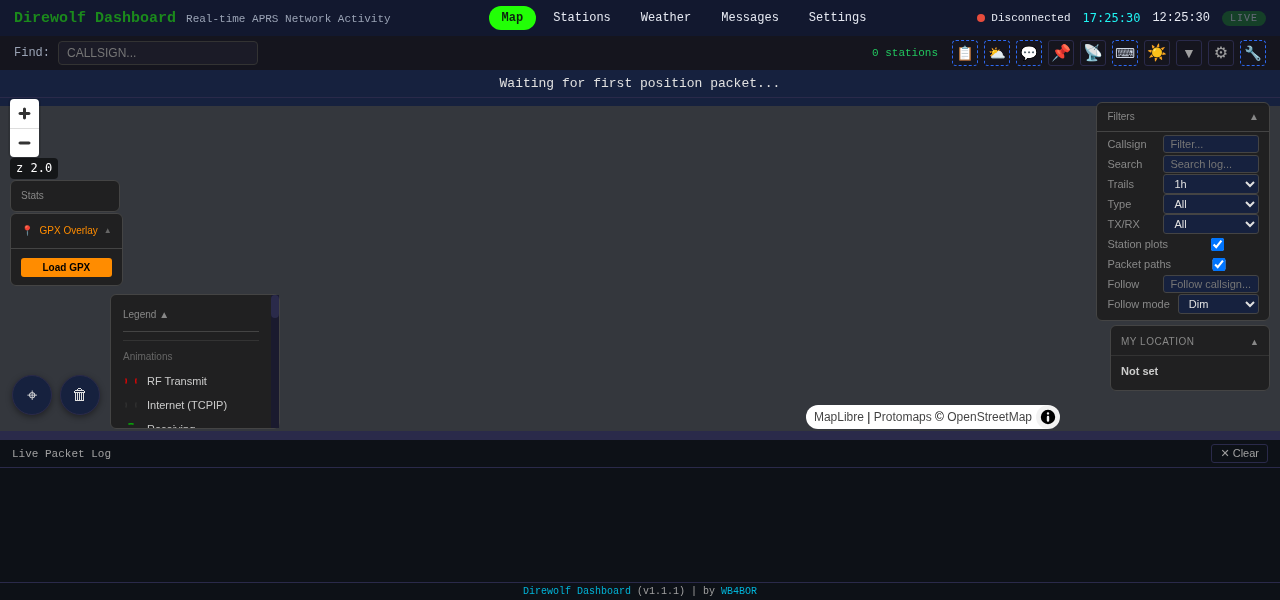 Direwolf Dashboard Real-time APRS Network Activity Map Stations Weather Messages Settings Disconnected 17:25:30 12:25:30 LIVE
Find: CALLSIGN... 0 stations
Waiting for first position packet...
z 2.0
Stats
GPX Overlay ▲
Load GPX
Legend ▲
Animations
RF Transmit
Internet (TCPIP)
Receiving
Filters ▲
Callsign Filter...
Search Search log...
Trails 1h
Type All
TX/RX All
Station plots
Packet paths
Follow Follow callsign...
Follow mode Dim
MY LOCATION ▲
Not set
MapLibre | Protomaps © OpenStreetMap
Live Packet Log ✕ Clear
Direwolf Dashboard (v1.1.1) | by WB4BOR